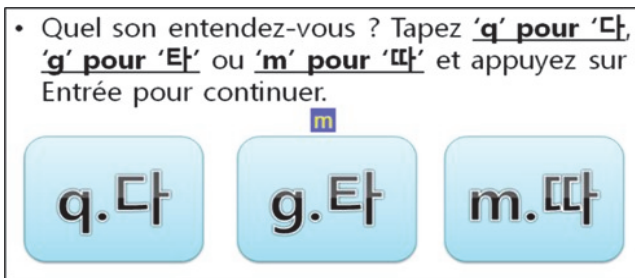 • Quel son entendez-vous ? Tapez ‘q’ pour ‘다’,
‘g’ pour ‘타’ ou ‘m’ pour ‘따’ et appuyez sur
Entrée pour continuer.
m
q.다 g.타 m.따